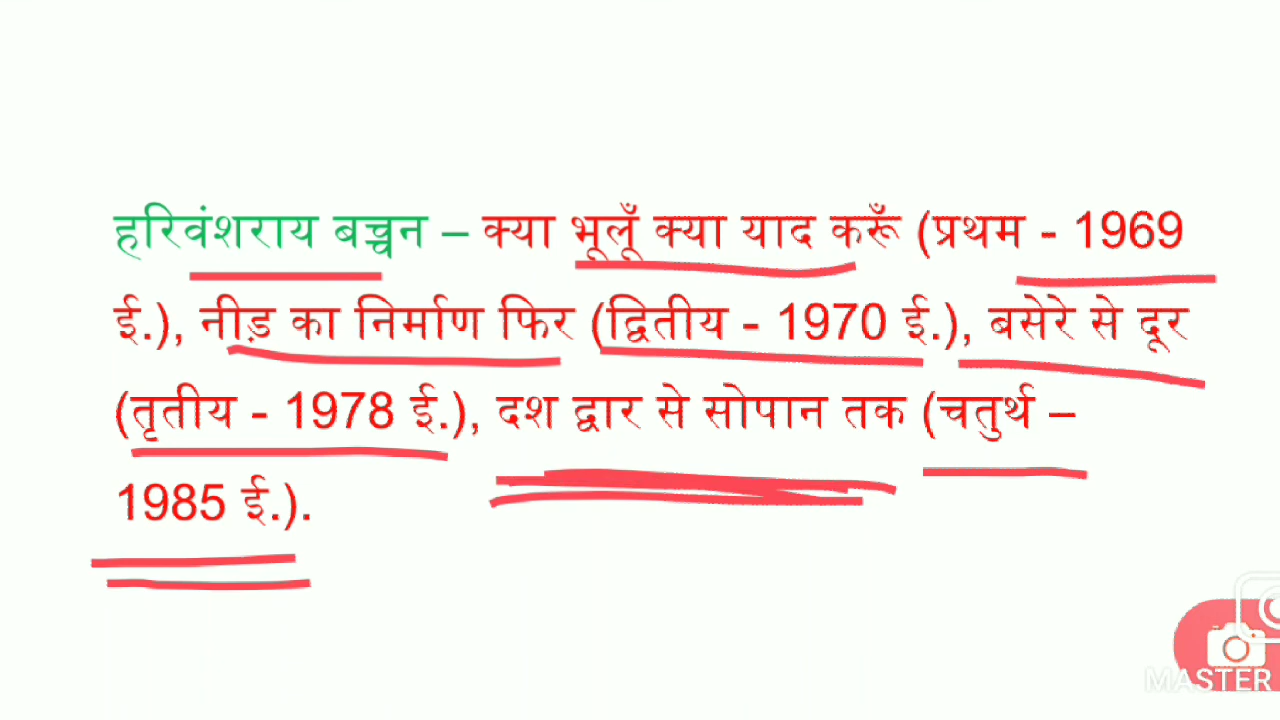 हरिवंशराय बच्चन – क्या भूलूँ क्या याद करूँ (प्रथम - 1969
ई.), नीड़ का निर्माण फिर (द्वितीय - 1970 ई.), बसेरे से दूर
(तृतीय - 1978 ई.), दश द्वार से सोपान तक (चतुर्थ –
1985 ई.).
MASTER